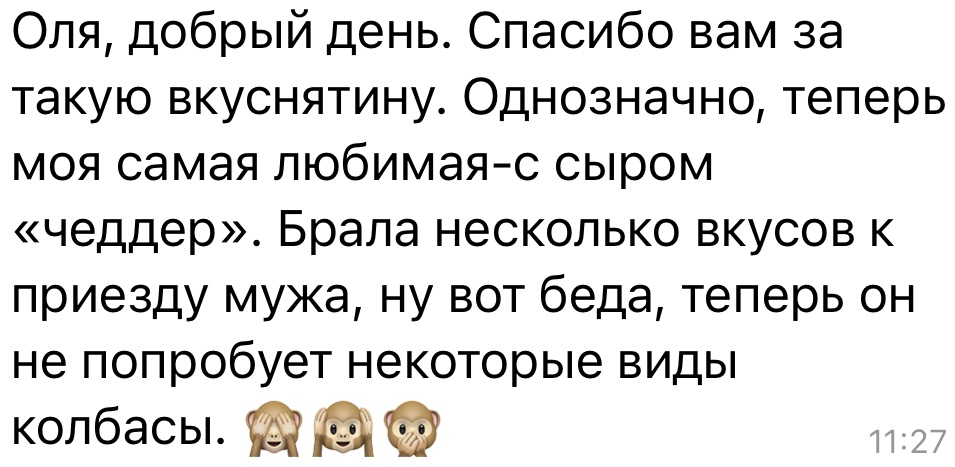 Оля, добрый день. Спасибо вам за
такую вкуснятину. Однозначно, теперь
моя самая любимая-с сыром
«чеддер». Брала несколько вкусов к
приезду мужа, ну вот беда, теперь он
не попробует некоторые виды
колбасы. 🙈🙉🙊
11:27